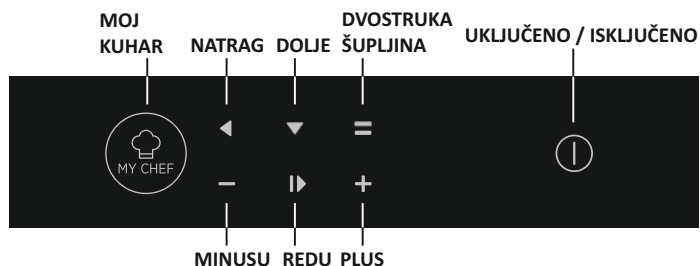 MOJ
KUHAR
NATRAG
DOLJE
DVOSTRUKA
ŠUPLJINA
UKLJUČENO / ISKLJUČENO
MY CHEF
MINUSU
REDU
PLUS